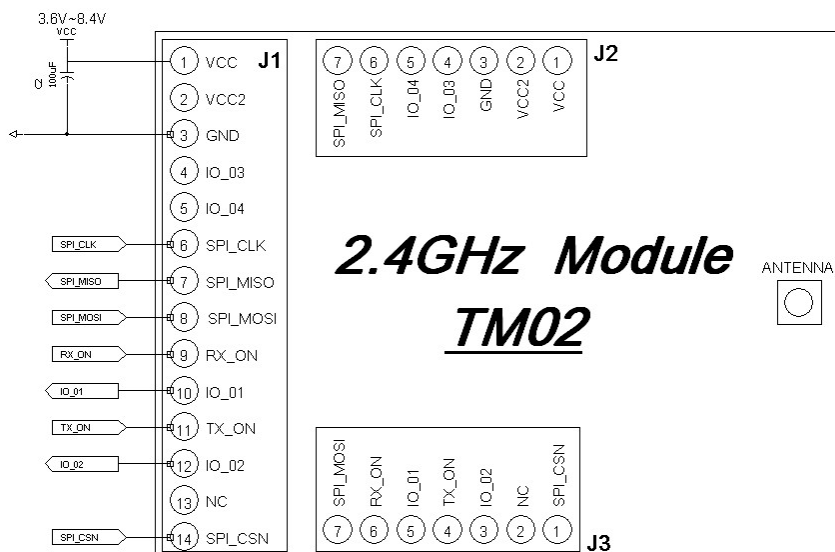 3.6V~8.4V
VCC
C2
100uF
J1
1 VCC
2 VCC2
3 GND
4 IO_03
5 IO_04
SPI_CLK 6 SPI_CLK
SPI_MISO 7 SPI_MISO
SPI_MOSI 8 SPI_MOSI
RX_ON 9 RX_ON
IO_01 10 IO_01
TX_ON 11 TX_ON
IO_02 12 IO_02
13 NC
SPI_CSN 14 SPI_CSN
J2
7 6 5 4 3 2 1
SPI_MISO
SPI_CLK
IO_04
IO_03
GND
VCC2
VCC
2.4GHz Module
TM02
ANTENNA
SPI_MOSI
RX_ON
IO_01
TX_ON
IO_02
NC
SPI_CSN
7 6 5 4 3 2 1
J3